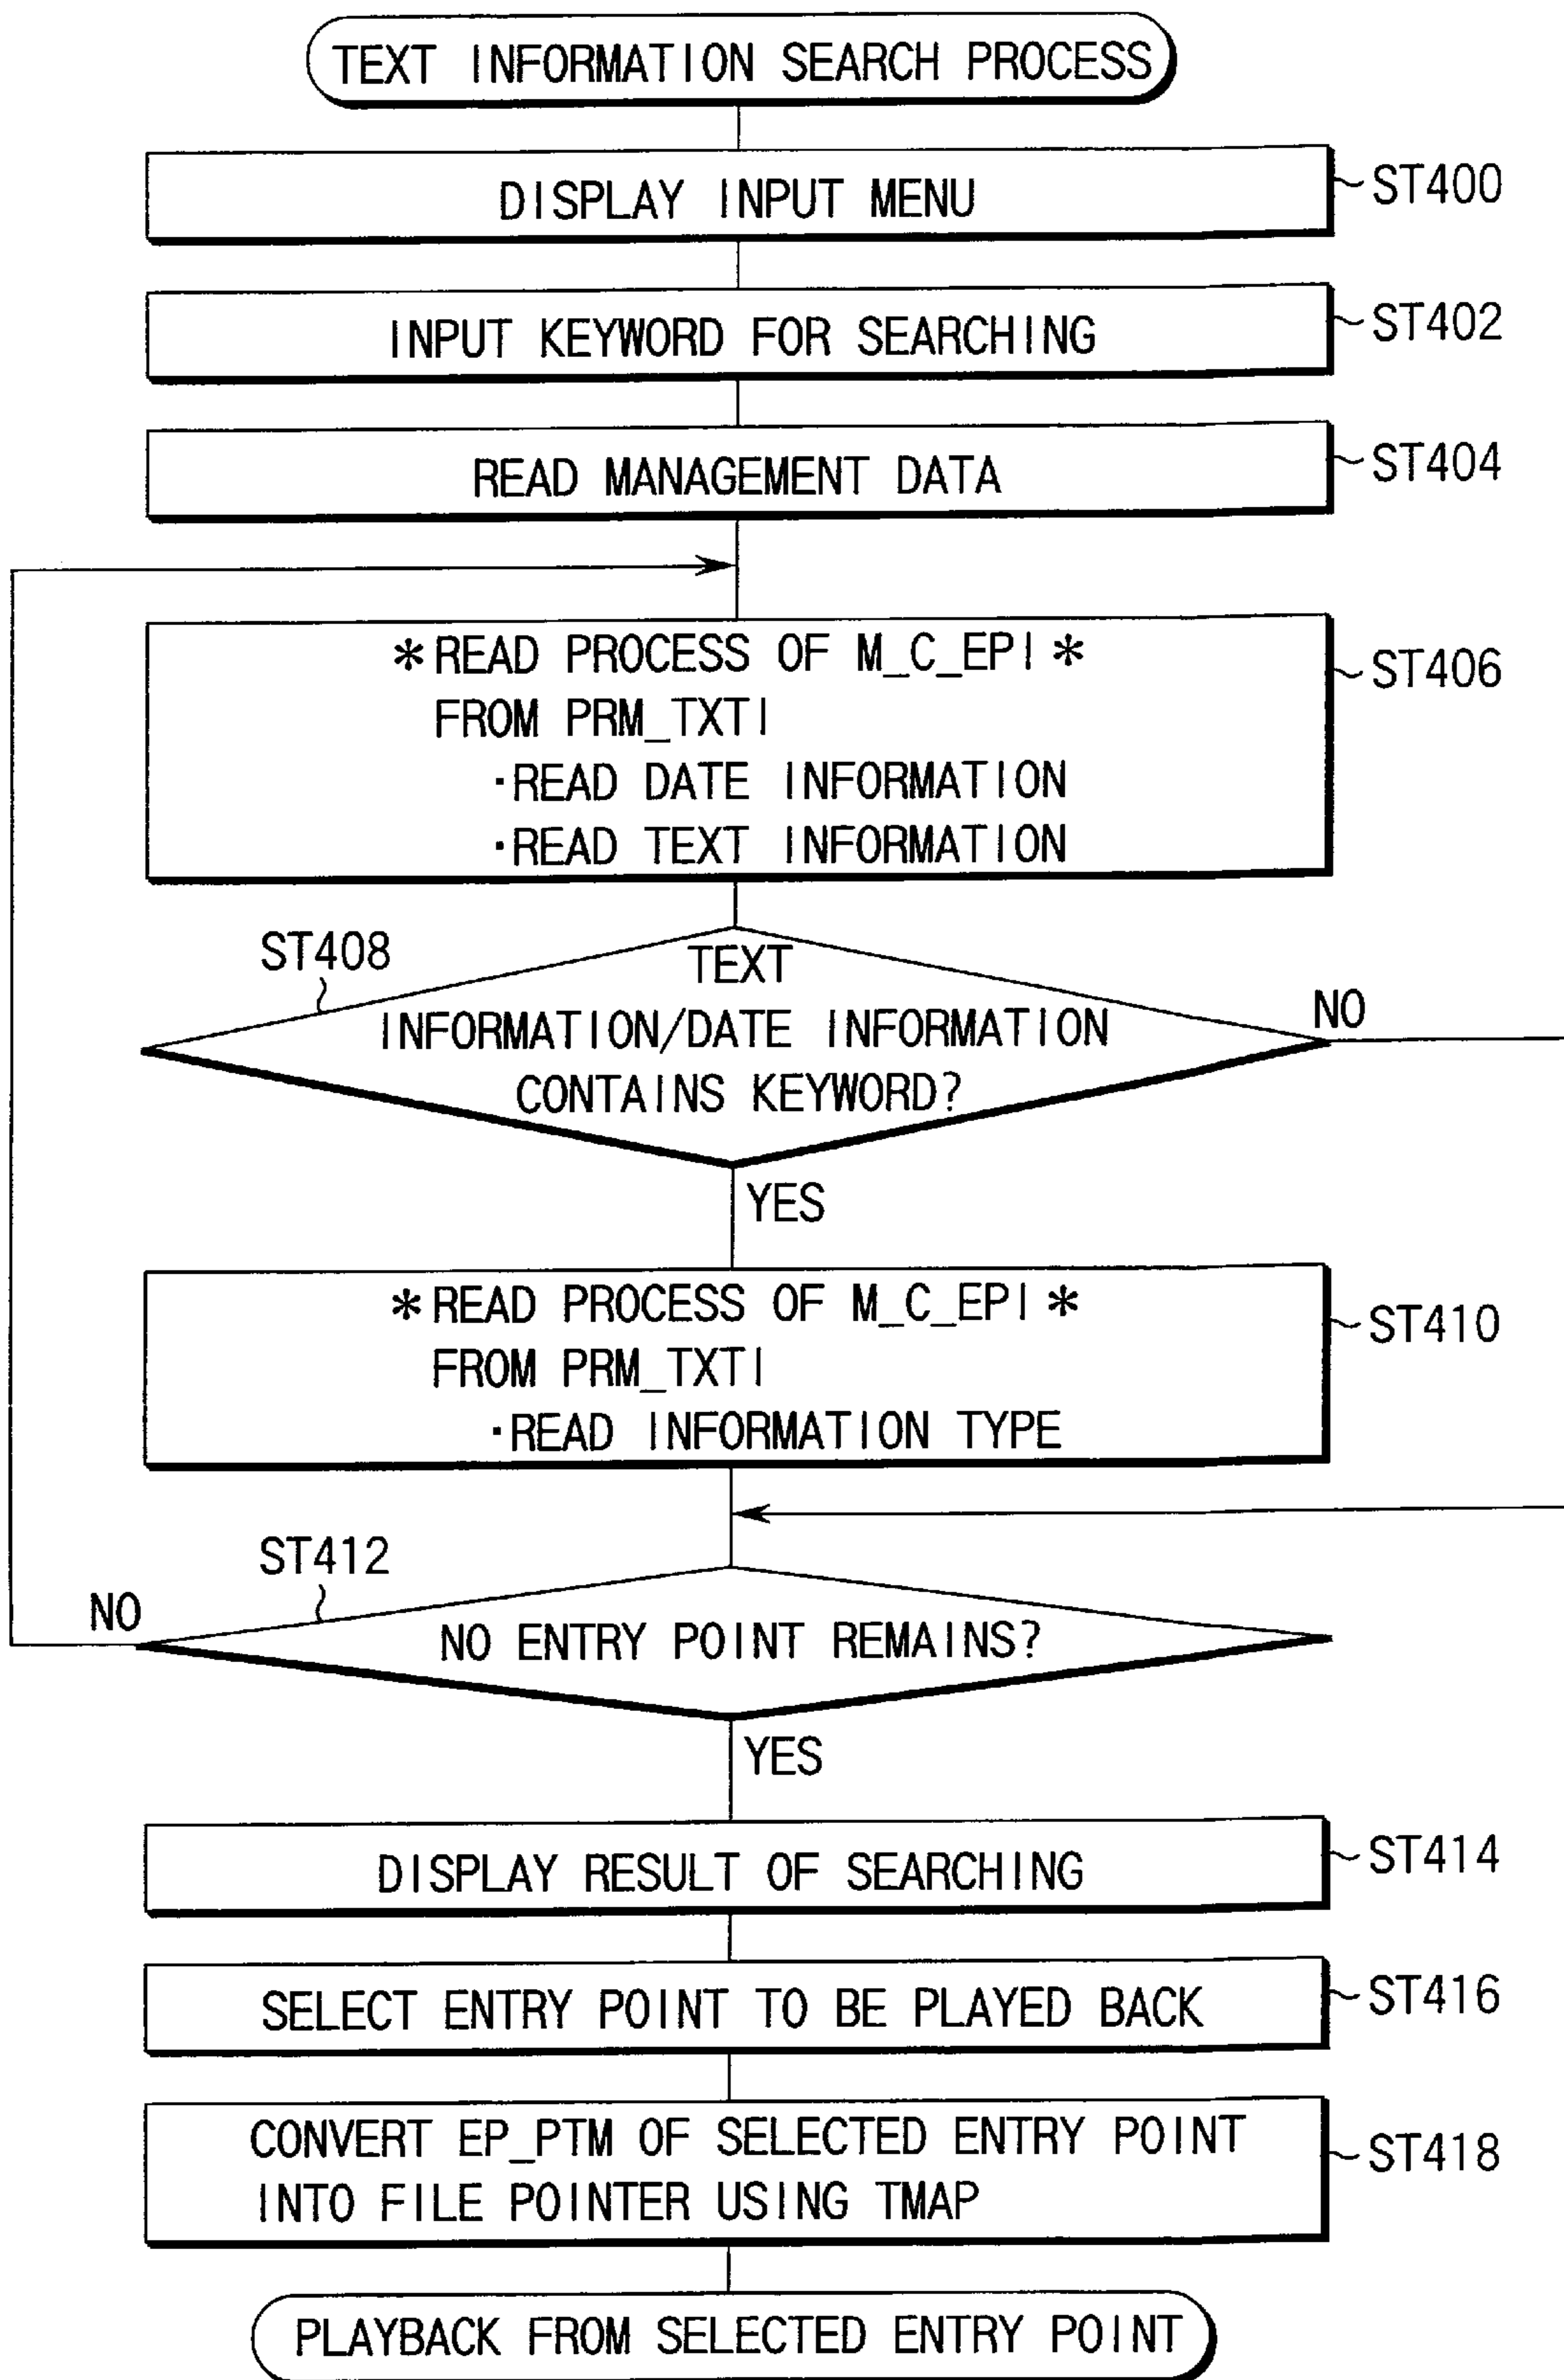 TEXT INFORMATION SEARCH PROCESS
DISPLAY INPUT MENU
ST400
INPUT KEYWORD FOR SEARCHING
ST402
READ MANAGEMENT DATA
ST404
*READ PROCESS OF M_C_EPI*
FROM PRM_TXTI
·READ DATE INFORMATION
·READ TEXT INFORMATION
ST406
ST408
TEXT
INFORMATION/DATE INFORMATION
CONTAINS KEYWORD?
NO
YES
*READ PROCESS OF M_C_EPI*
FROM PRM_TXTI
·READ INFORMATION TYPE
ST410
ST412
NO
NO ENTRY POINT REMAINS?
YES
DISPLAY RESULT OF SEARCHING
ST414
SELECT ENTRY POINT TO BE PLAYED BACK
ST416
CONVERT EP_PTM OF SELECTED ENTRY POINT
INTO FILE POINTER USING TMAP
ST418
PLAYBACK FROM SELECTED ENTRY POINT